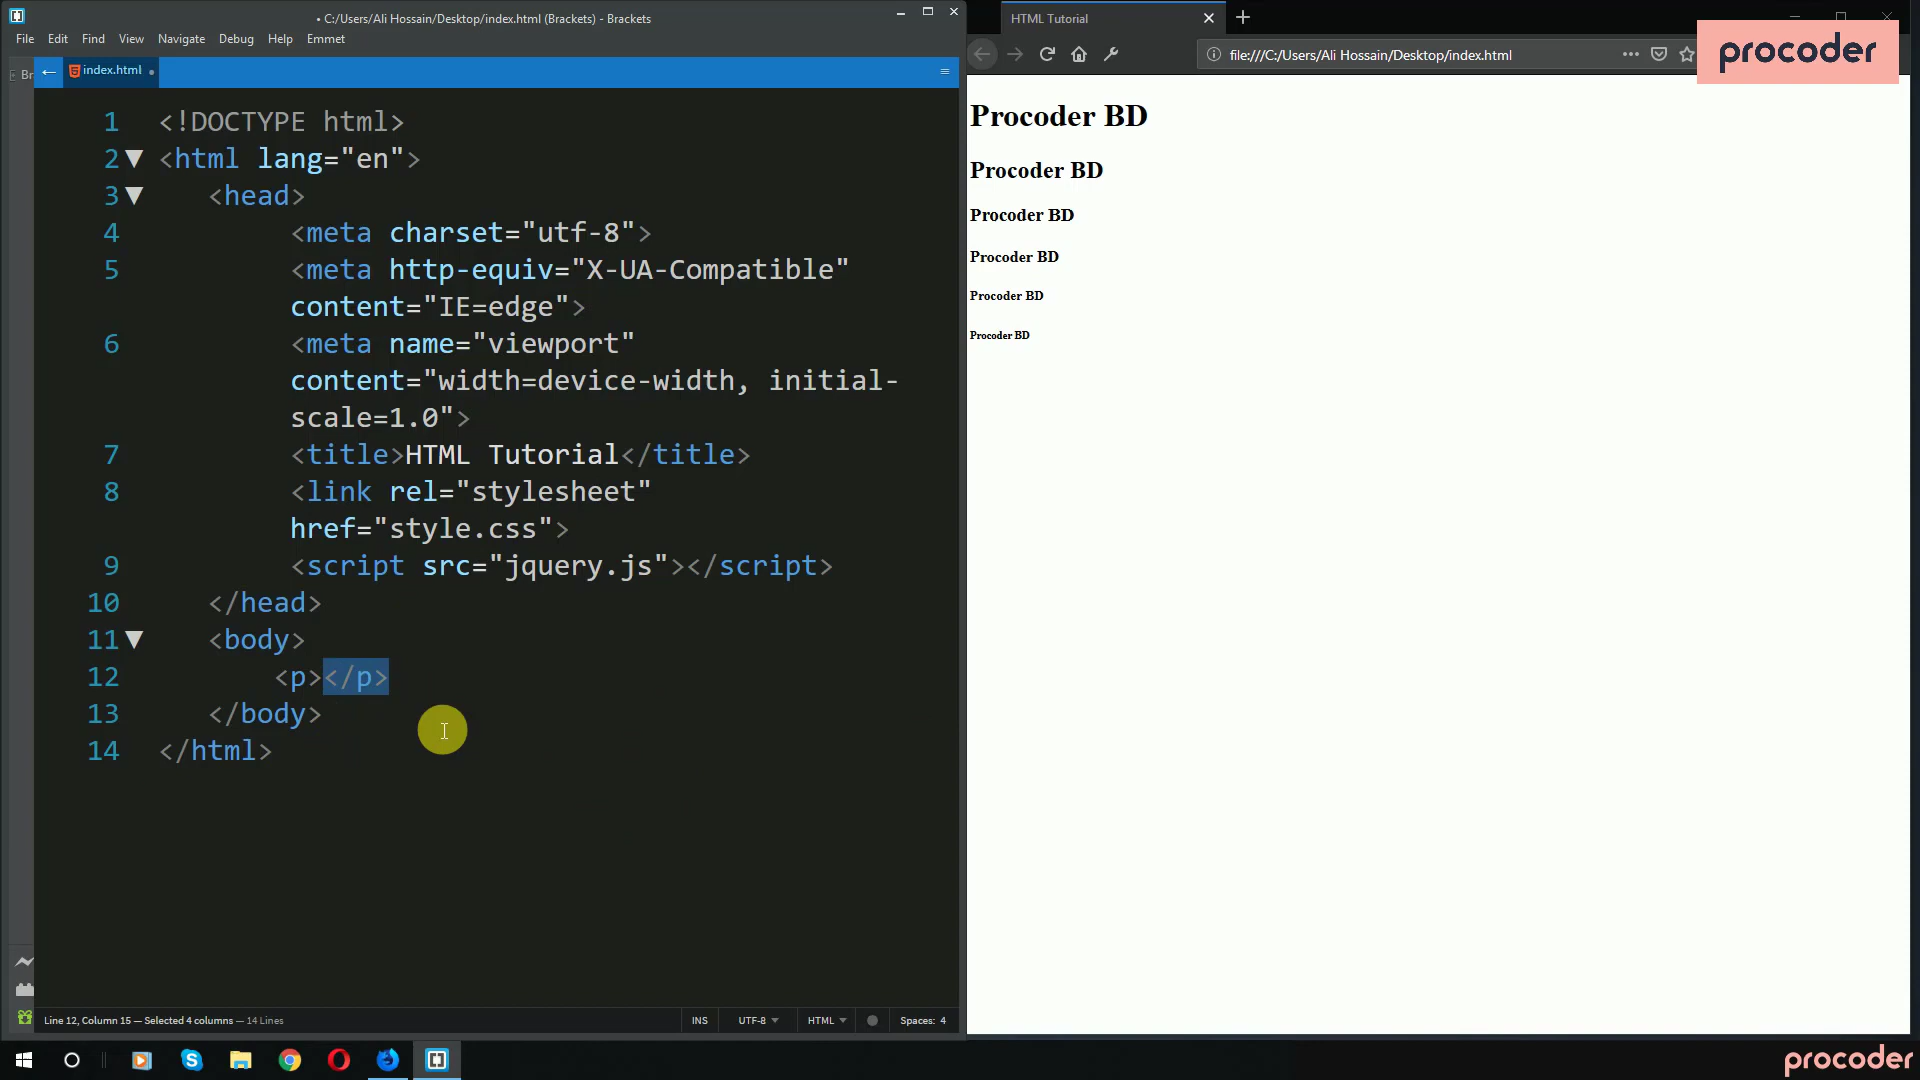 • C:/Users/Ali Hossain/Desktop/index.html (Brackets) - Brackets
File Edit Find View Navigate Debug Help Emmet
Br
index.html •
1 <!DOCTYPE html>
2 <html lang="en">
3 <head>
4 <meta charset="utf-8">
5 <meta http-equiv="X-UA-Compatible"
content="IE=edge">
6 <meta name="viewport"
content="width=device-width, initial-
scale=1.0">
7 <title>HTML Tutorial</title>
8 <link rel="stylesheet"
href="style.css">
9 <script src="jquery.js"></script>
10 </head>
11 <body>
12 <p></p>
13 </body>
14 </html>
Line 12, Column 15 — Selected 4 columns — 14 Lines
INS UTF-8 HTML Spaces: 4
HTML Tutorial
file:///C:/Users/Ali Hossain/Desktop/index.html
procoder
Procoder BD
Procoder BD
Procoder BD
Procoder BD
Procoder BD
Procoder BD
procoder